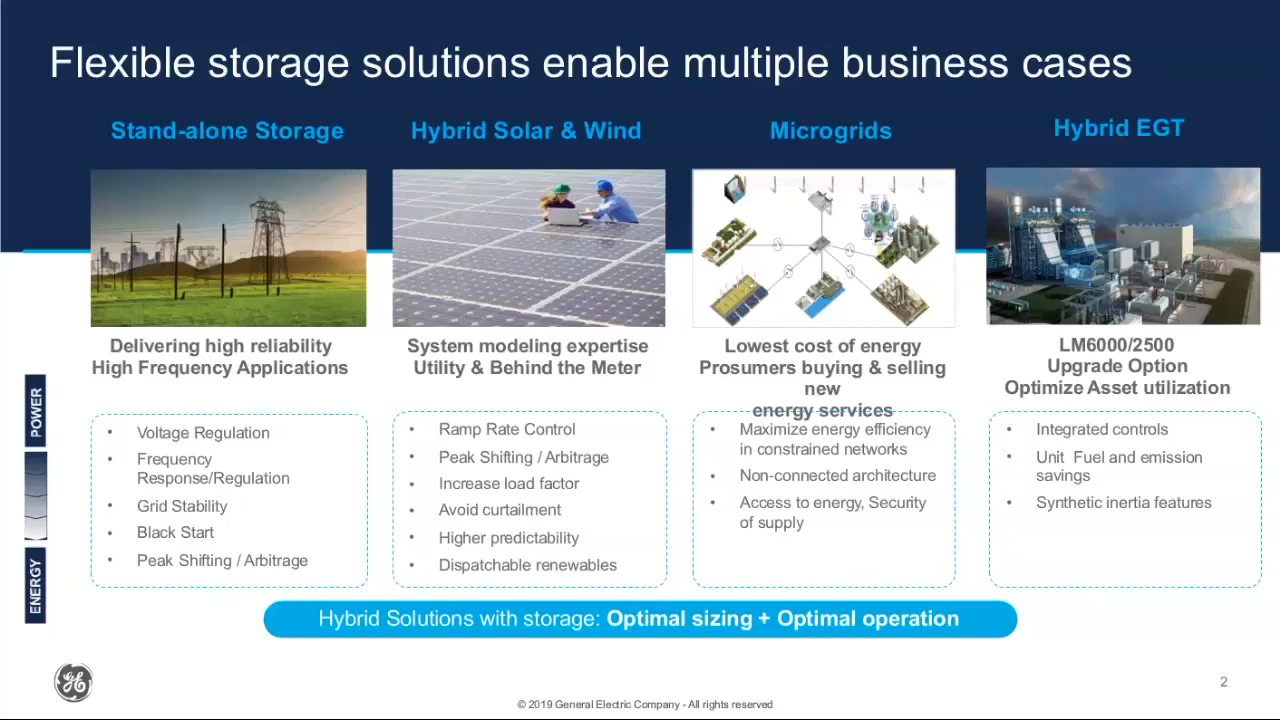 Flexible storage solutions enable multiple business cases
Stand-alone Storage
Delivering high reliability
High Frequency Applications
• Voltage Regulation
• Frequency
Response/Regulation
• Grid Stability
• Black Start
• Peak Shifting / Arbitrage
Hybrid Solar & Wind
System modeling expertise
Utility & Behind the Meter
• Ramp Rate Control
• Peak Shifting / Arbitrage
• Increase load factor
• Avoid curtailment
• Higher predictability
• Dispatchable renewables
Microgrids
Lowest cost of energy
Prosumers buying & selling
new
energy services
• Maximize energy efficiency
in constrained networks
• Non-connected architecture
• Access to energy, Security
of supply
Hybrid EGT
LM6000/2500
Upgrade Option
Optimize Asset utilization
• Integrated controls
• Unit Fuel and emission
savings
• Synthetic inertia features
POWER
ENERGY
Hybrid Solutions with storage: Optimal sizing + Optimal operation
GE
2
© 2019 General Electric Company - All rights reserved